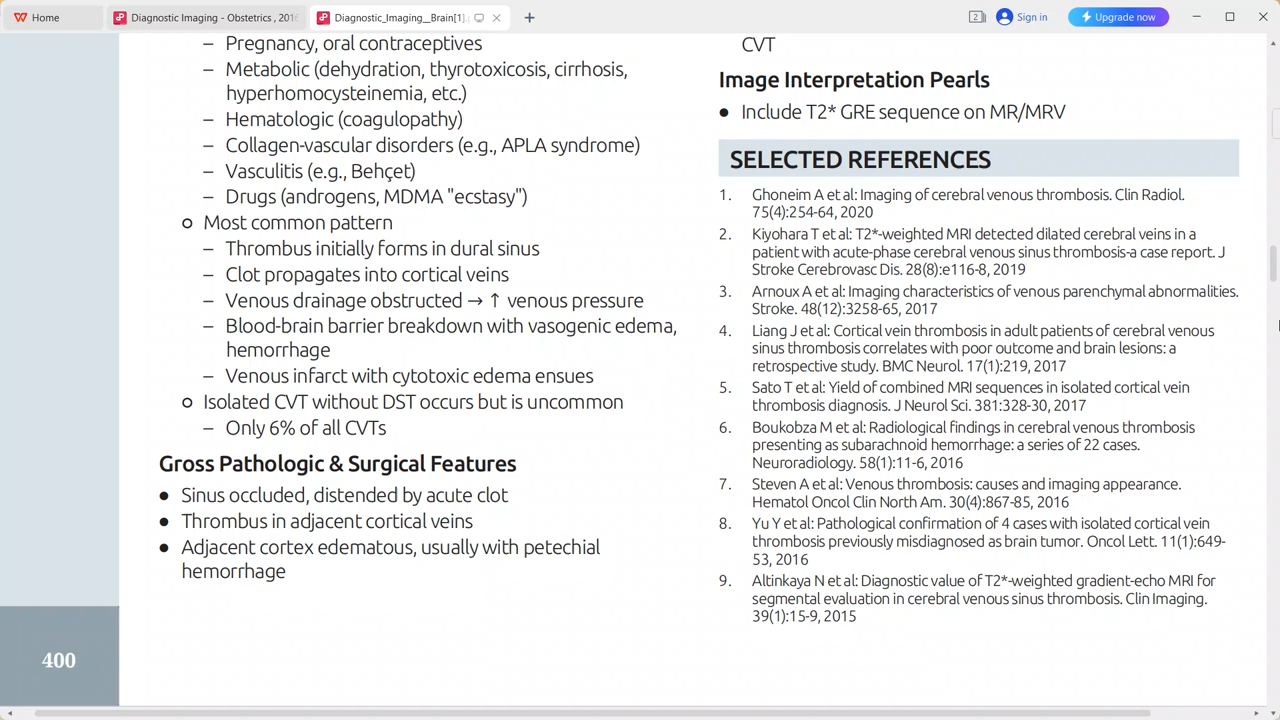 Home
Diagnostic Imaging - Obstetrics , 201
Diagnostic_Imaging__Brain[1].
Sign in
Upgrade now
– Pregnancy, oral contraceptives
– Metabolic (dehydration, thyrotoxicosis, cirrhosis,
hyperhomocysteinemia, etc.)
– Hematologic (coagulopathy)
– Collagen-vascular disorders (e.g., APLA syndrome)
– Vasculitis (e.g., Behçet)
– Drugs (androgens, MDMA "ecstasy")
○ Most common pattern
– Thrombus initially forms in dural sinus
– Clot propagates into cortical veins
– Venous drainage obstructed → ↑ venous pressure
– Blood-brain barrier breakdown with vasogenic edema,
hemorrhage
– Venous infarct with cytotoxic edema ensues
○ Isolated CVT without DST occurs but is uncommon
– Only 6% of all CVTs
Gross Pathologic & Surgical Features
● Sinus occluded, distended by acute clot
● Thrombus in adjacent cortical veins
● Adjacent cortex edematous, usually with petechial
hemorrhage
400
CVT
Image Interpretation Pearls
● Include T2* GRE sequence on MR/MRV
SELECTED REFERENCES
1. Ghoneim A et al: Imaging of cerebral venous thrombosis. Clin Radiol.
75(4):254-64, 2020
2. Kiyohara T et al: T2*-weighted MRI detected dilated cerebral veins in a
patient with acute-phase cerebral venous sinus thrombosis-a case report. J
Stroke Cerebrovasc Dis. 28(8):e116-8, 2019
3. Arnoux A et al: Imaging characteristics of venous parenchymal abnormalities.
Stroke. 48(12):3258-65, 2017
4. Liang J et al: Cortical vein thrombosis in adult patients of cerebral venous
sinus thrombosis correlates with poor outcome and brain lesions: a
retrospective study. BMC Neurol. 17(1):219, 2017
5. Sato T et al: Yield of combined MRI sequences in isolated cortical vein
thrombosis diagnosis. J Neurol Sci. 381:328-30, 2017
6. Boukobza M et al: Radiological findings in cerebral venous thrombosis
presenting as subarachnoid hemorrhage: a series of 22 cases.
Neuroradiology. 58(1):11-6, 2016
7. Steven A et al: Venous thrombosis: causes and imaging appearance.
Hematol Oncol Clin North Am. 30(4):867-85, 2016
8. Yu Y et al: Pathological confirmation of 4 cases with isolated cortical vein
thrombosis previously misdiagnosed as brain tumor. Oncol Lett. 11(1):649-
53, 2016
9. Altinkaya N et al: Diagnostic value of T2*-weighted gradient-echo MRI for
segmental evaluation in cerebral venous sinus thrombosis. Clin Imaging.
39(1):15-9, 2015